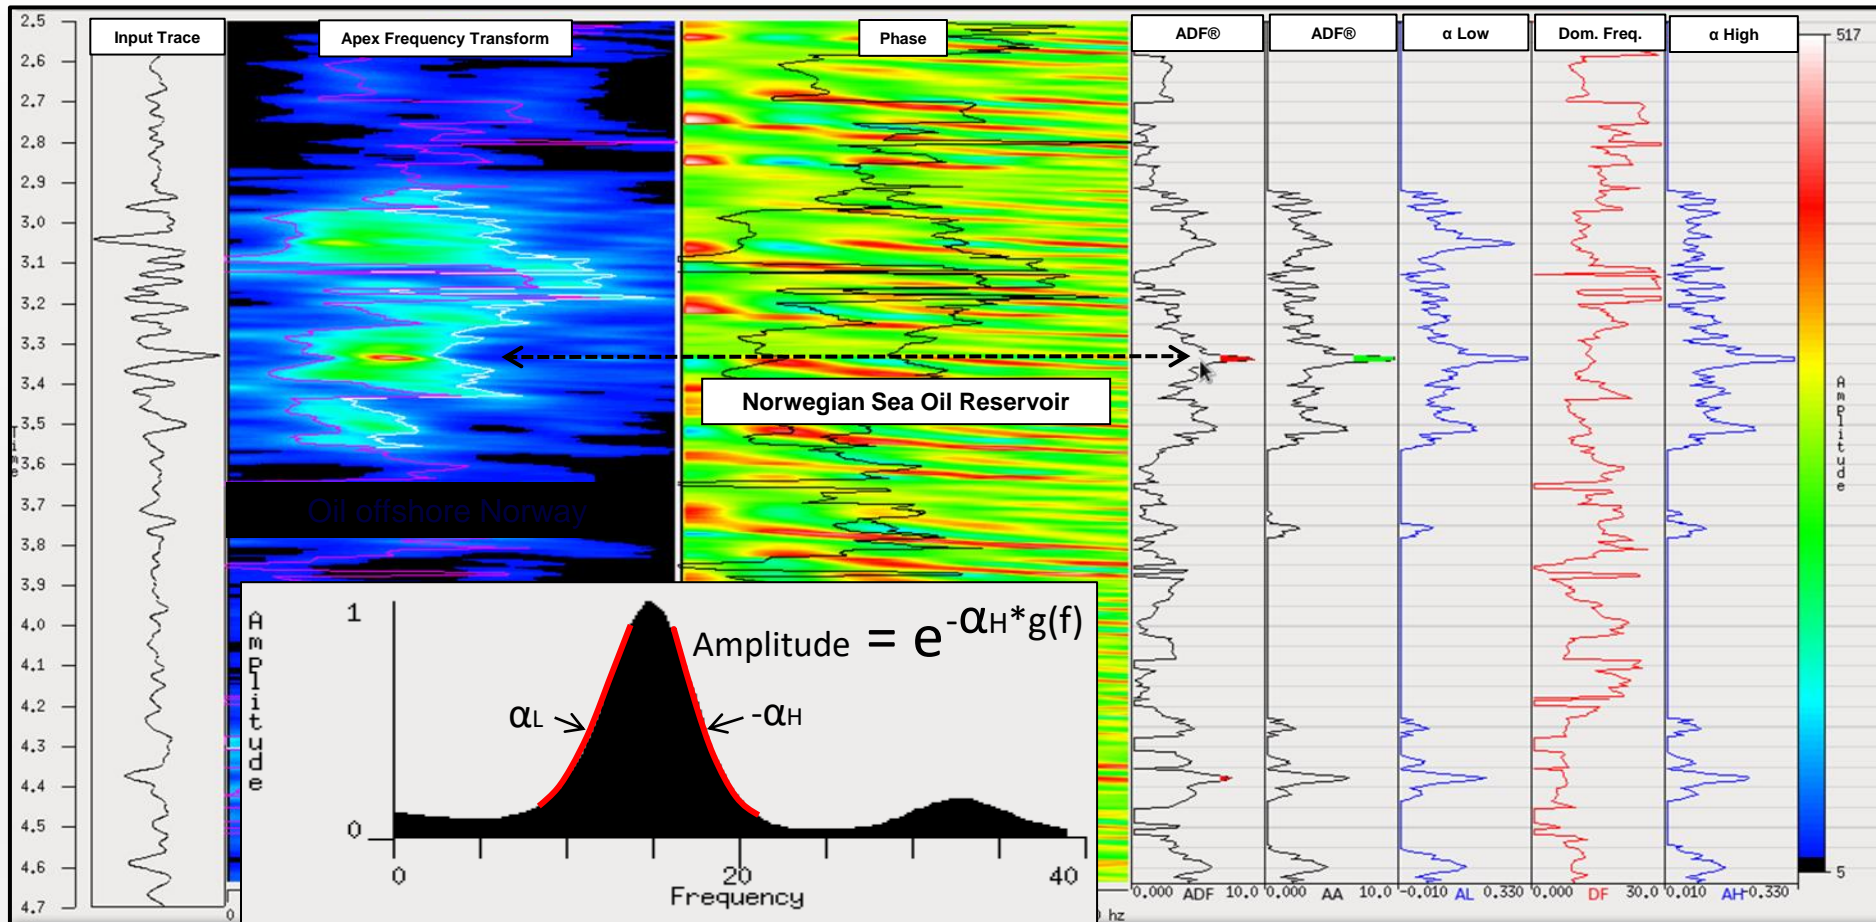 Input Trace
Apex Frequency Transform
Phase
ADF®
ADF®
α Low
Dom. Freq.
α High
517
2.5
2.6
2.7
2.8
2.9
3.0
3.1
3.2
3.3
3.4
3.5
3.6
3.7
3.8
3.9
4.0
4.1
4.2
4.3
4.4
4.5
4.6
4.7
Time
Norwegian Sea Oil Reservoir
Oil offshore Norway
Amplitude
5
Amplitude
1
0
Amplitude = e^-αH*g(f)
αL
-αH
0
20
40
Frequency
0
hz
0.000 ADF 10.0
0.000 AA 10.0
-0.010 AL 0.330
0.000 DF 30.0
0.010 AH -0.330